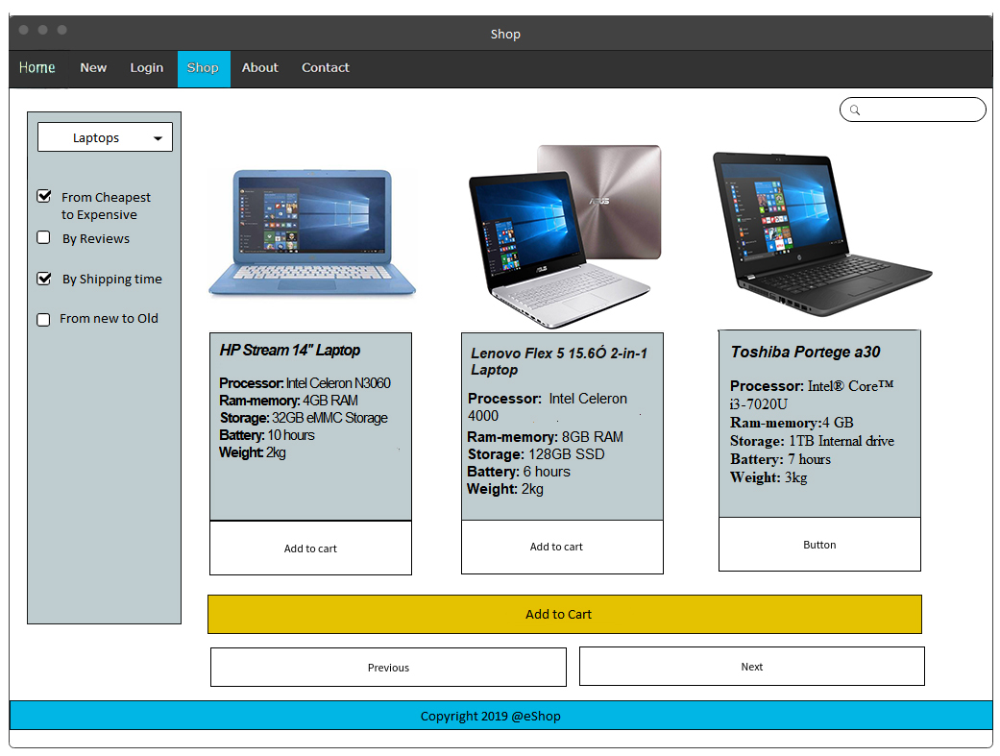 Shop
Home New Login Shop About Contact
Laptops
From Cheapest
to Expensive
By Reviews
By Shipping time
From new to Old
ASUS
ASUS
HP Stream 14" Laptop
Processor: Intel Celeron N3060
Ram-memory: 4GB RAM
Storage: 32GB eMMC Storage
Battery: 10 hours
Weight: 2kg
Add to cart
Lenovo Flex 5 15.6Ó 2-in-1
Laptop
Processor: Intel Celeron
4000
Ram-memory: 8GB RAM
Storage: 128GB SSD
Battery: 6 hours
Weight: 2kg
Add to cart
Toshiba Portege a30
Processor: Intel® Core™
i3-7020U
Ram-memory:4 GB
Storage: 1TB Internal drive
Battery: 7 hours
Weight: 3kg
Button
Add to Cart
Previous
Next
Copyright 2019 @eShop